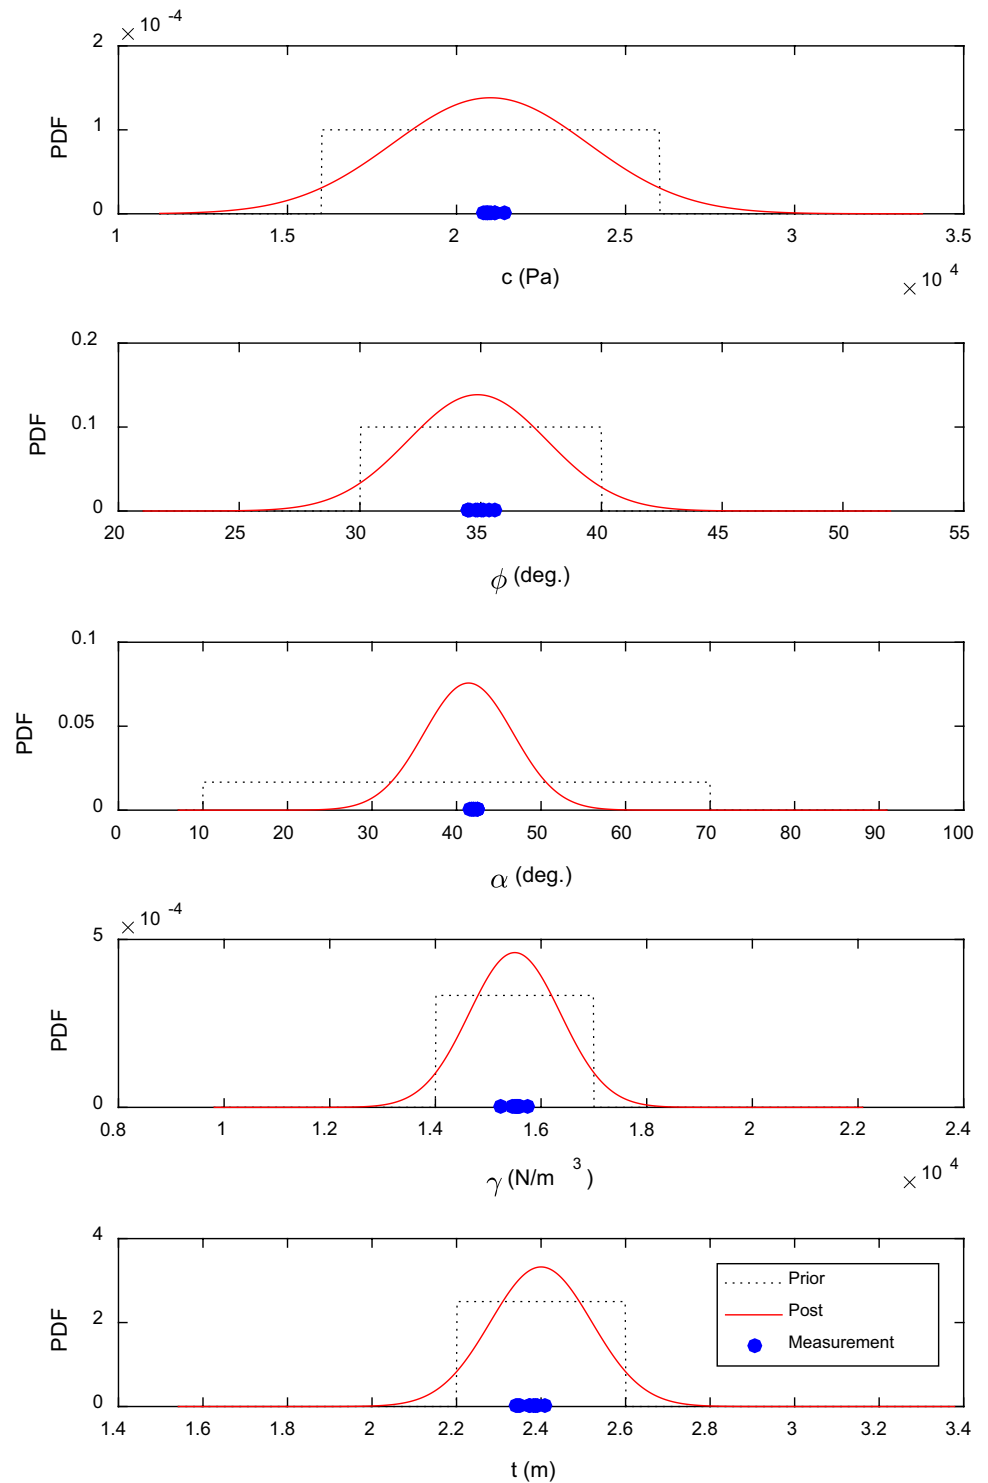 × 10 -4
2
1
0
PDF
1 1.5 2 2.5 3 3.5
c (Pa)
× 10 4
0.2
0.1
0
PDF
20 25 30 35 40 45 50 55
ϕ (deg.)
0.1
0.05
0
PDF
0 10 20 30 40 50 60 70 80 90 100
α (deg.)
× 10 -4
5
0
PDF
0.8 1 1.2 1.4 1.6 1.8 2 2.2 2.4
γ (N/m 3 )
× 10 4
4
2
0
PDF
1.4 1.6 1.8 2 2.2 2.4 2.6 2.8 3 3.2 3.4
t (m)
Prior
Post
Measurement